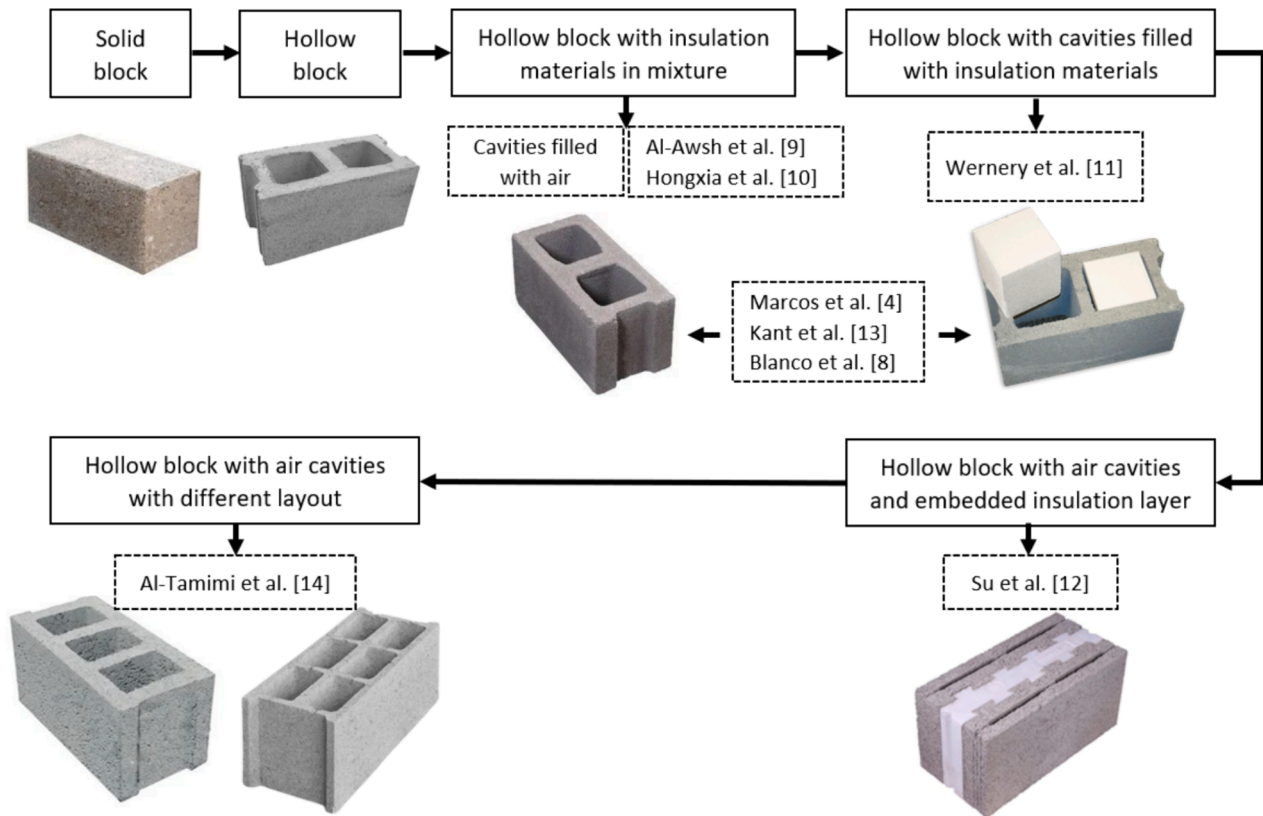 Solid
block
Hollow
block
Hollow block with insulation
materials in mixture
Hollow block with cavities filled
with insulation materials
Cavities filled
with air
Al-Awsh et al. [9]
Hongxia et al. [10]
Wernery et al. [11]
Marcos et al. [4]
Kant et al. [13]
Blanco et al. [8]
Hollow block with air cavities
with different layout
Hollow block with air cavities
and embedded insulation layer
Al-Tamimi et al. [14]
Su et al. [12]